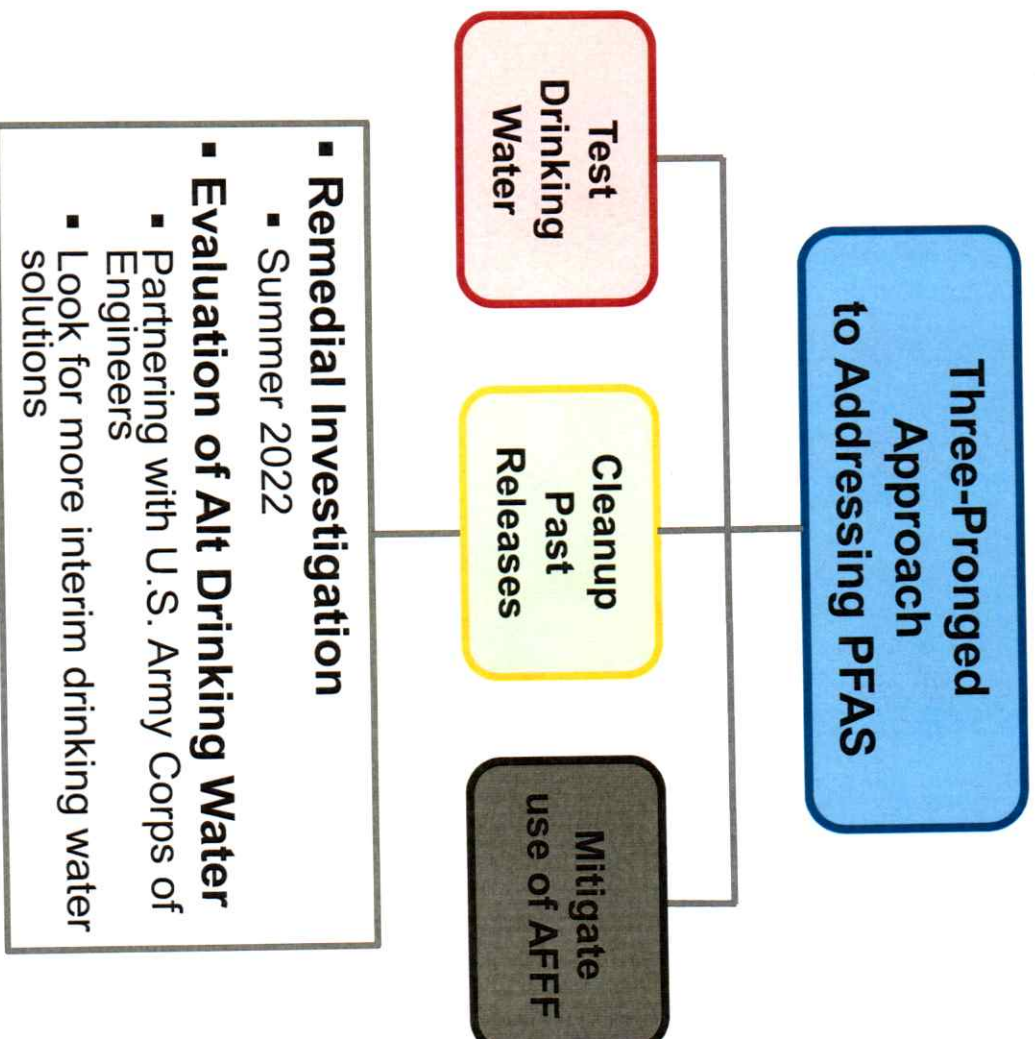 Three-Pronged
Approach
to Addressing PFAS
Test
Drinking
Water
Cleanup
Past
Releases
Mitigate
use of AFFF
▪ Remedial Investigation
▪ Summer 2022
▪ Evaluation of Alt Drinking Water
▪ Partnering with U.S. Army Corps of
Engineers
▪ Look for more interim drinking water
solutions